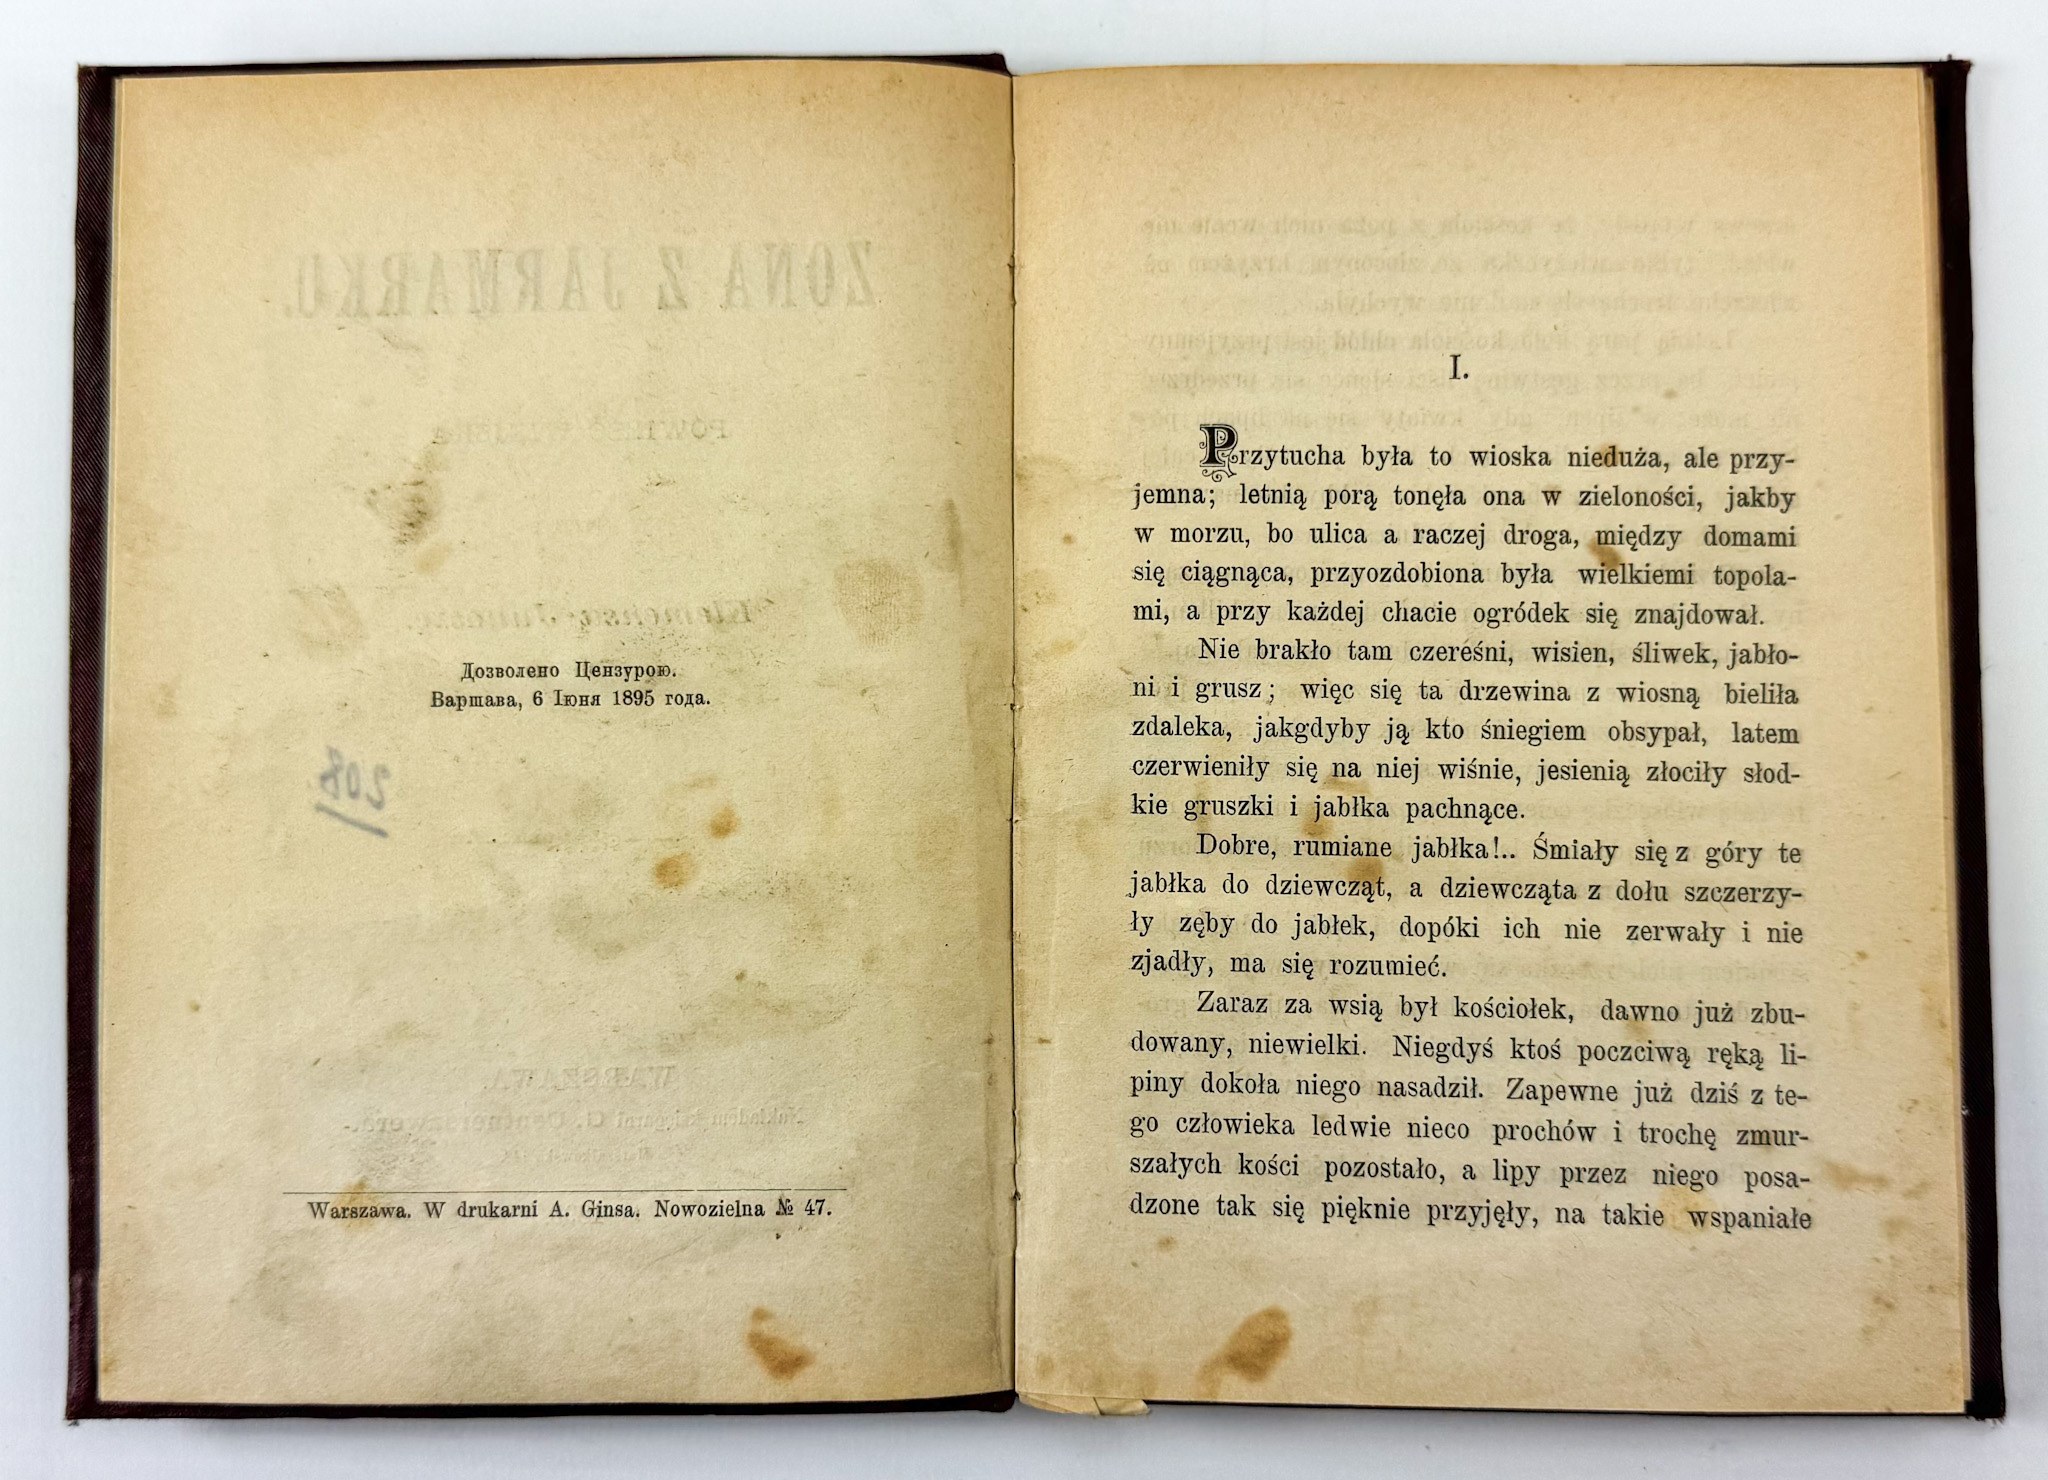 Дозволено Цензурою.
Варшава, 6 Іюня 1895 года.
Warszawa. W drukarni A. Ginsa. Nowozielna № 47.
I.
Przytucha była to wioska nieduża, ale przy-
jemna; letnią porą tonęła ona w zieloności, jakby
w morzu, bo ulica a raczej droga, między domami
się ciągnąca, przyozdobiona była wielkiemi topola-
mi, a przy każdej chacie ogródek się znajdował.
Nie brakło tam czereśni, wisien, śliwek, jabło-
ni i grusz; więc się ta drzewina z wiosną bieliła
zdaleka, jakgdyby ją kto śniegiem obsypał, latem
czerwieniły się na niej wiśnie, jesienią złociły słod-
kie gruszki i jabłka pachnące.
Dobre, rumiane jabłka!.. Śmiały się z góry te
jabłka do dziewcząt, a dziewczęta z dołu szczerzy-
ły zęby do jabłek, dopóki ich nie zerwały i nie
zjadły, ma się rozumieć.
Zaraz za wsią był kościołek, dawno już zbu-
dowany, niewielki. Niegdyś ktoś poczciwą ręką li-
piny dokoła niego nasadził. Zapewne już dziś z te-
go człowieka ledwie nieco prochów i trochę zmur-
szałych kości pozostało, a lipy przez niego posa-
dzone tak się pięknie przyjęły, na takie wspaniałe